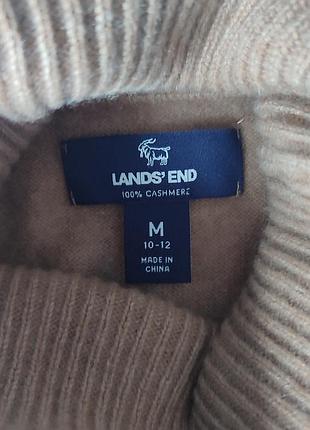 LANDS' END
100% CASHMERE
M
10-12
MADE IN
CHINA